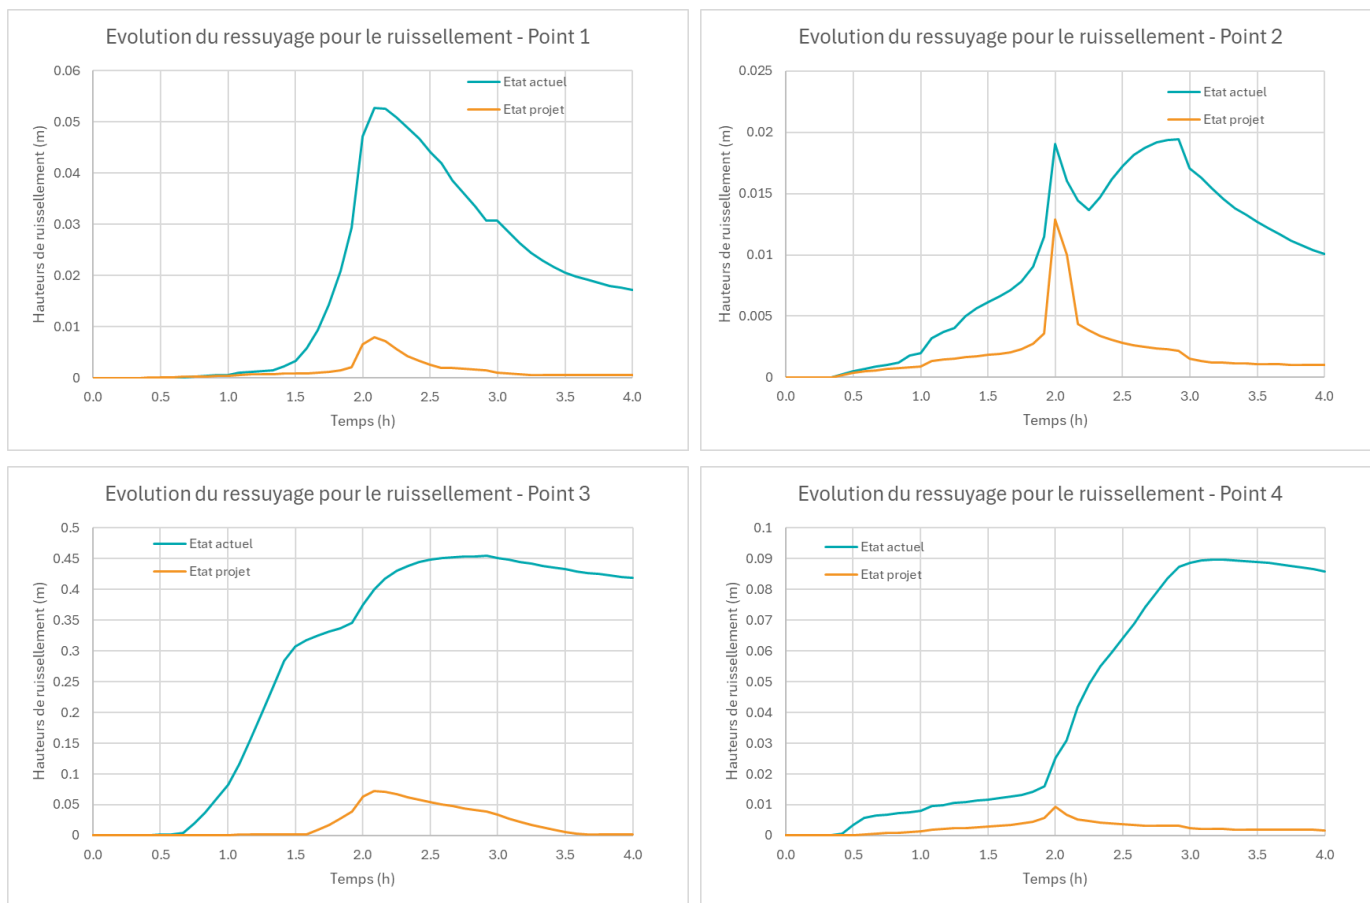 Evolution du ressuyage pour le ruissellement - Point 1
0.06
0.05
0.04
0.03
0.02
0.01
0
Hauteurs de ruissellement (m)
Etat actuel
Etat projet
0.0 0.5 1.0 1.5 2.0 2.5 3.0 3.5 4.0
Temps (h)
Evolution du ressuyage pour le ruissellement - Point 2
0.025
0.02
0.015
0.01
0.005
0
Hauteurs de ruissellement (m)
Etat actuel
Etat projet
0.0 0.5 1.0 1.5 2.0 2.5 3.0 3.5 4.0
Temps (h)
Evolution du ressuyage pour le ruissellement - Point 3
0.5
0.45
0.4
0.35
0.3
0.25
0.2
0.15
0.1
0.05
0
Hauteurs de ruissellement (m)
Etat actuel
Etat projet
0.0 0.5 1.0 1.5 2.0 2.5 3.0 3.5 4.0
Temps (h)
Evolution du ressuyage pour le ruissellement - Point 4
0.1
0.09
0.08
0.07
0.06
0.05
0.04
0.03
0.02
0.01
0
Hauteurs de ruissellement (m)
Etat actuel
Etat projet
0.0 0.5 1.0 1.5 2.0 2.5 3.0 3.5 4.0
Temps (h)